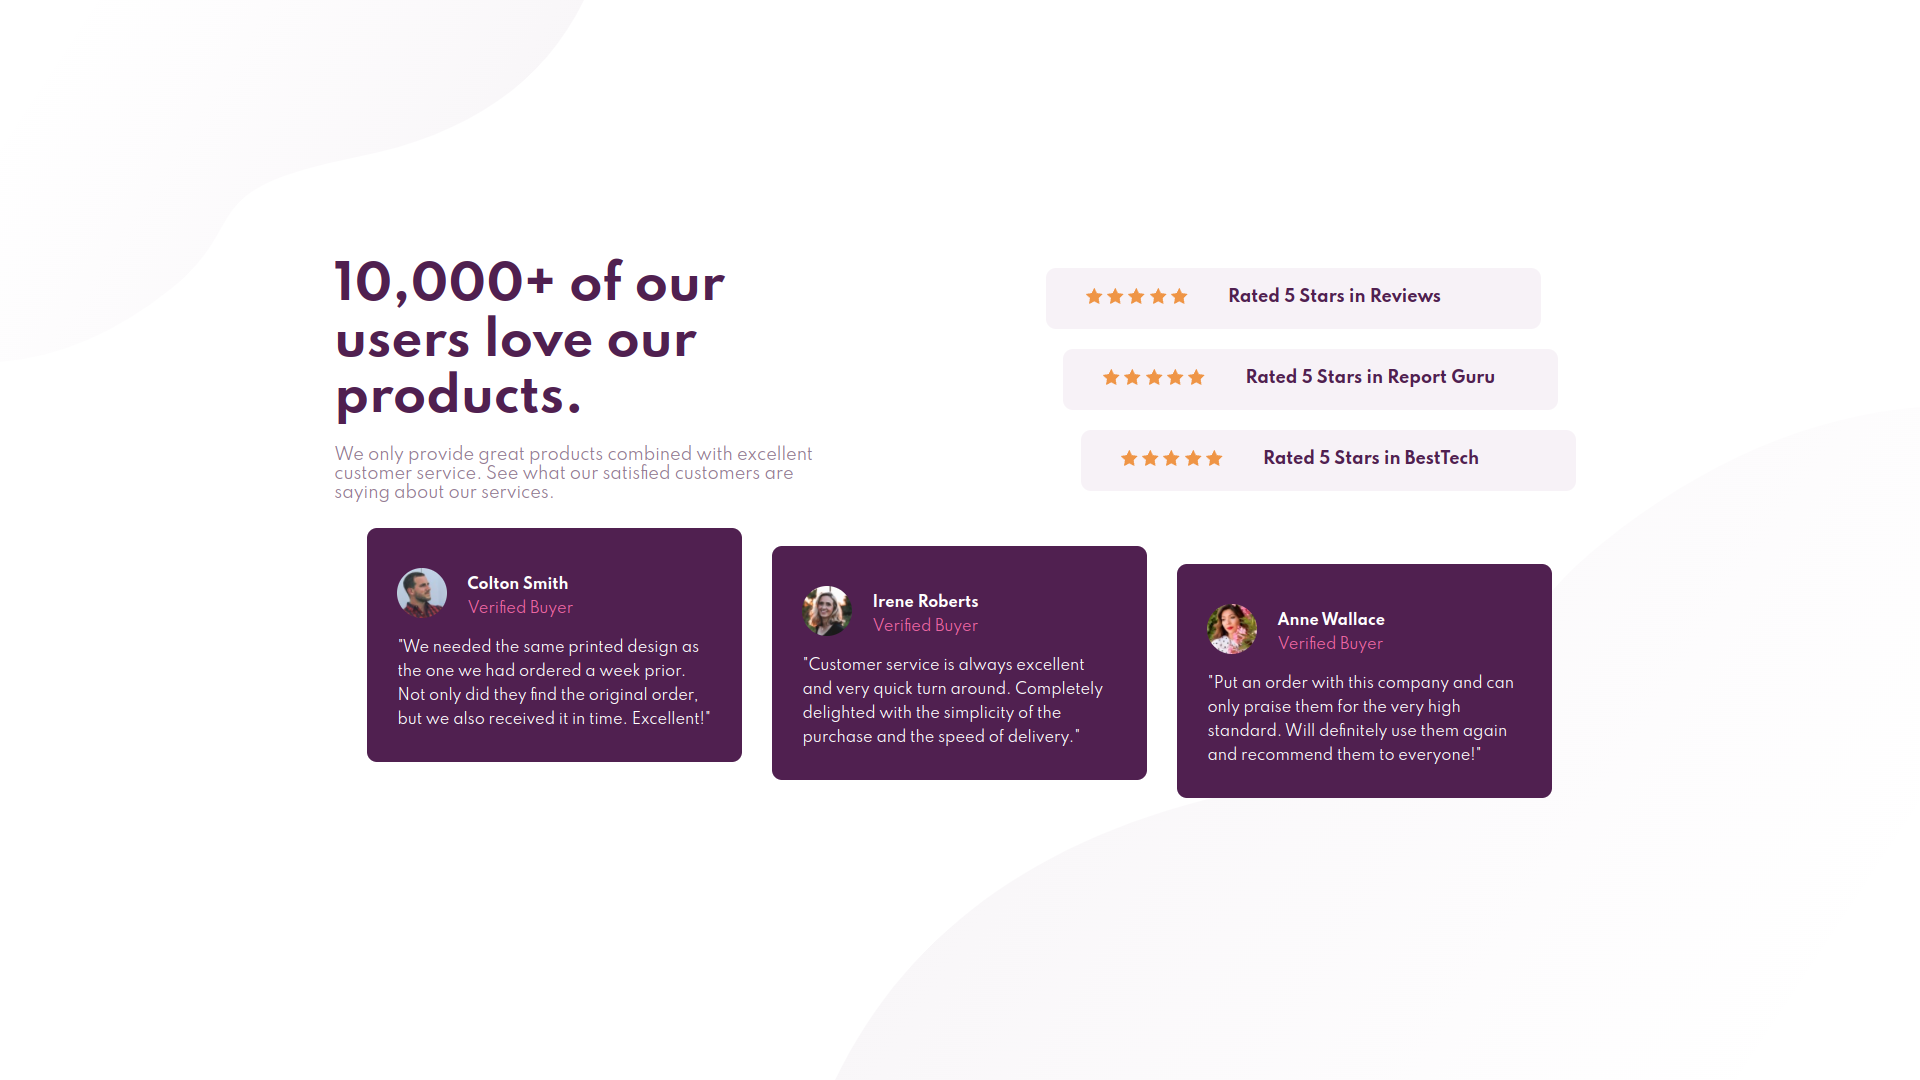 10,000+ of our
users love our
products.
We only provide great products combined with excellent
customer service. See what our satisfied customers are
saying about our services.
Rated 5 Stars in Reviews
Rated 5 Stars in Report Guru
Rated 5 Stars in BestTech
Colton Smith
Verified Buyer
"We needed the same printed design as
the one we had ordered a week prior.
Not only did they find the original order,
but we also received it in time. Excellent!"
Irene Roberts
Verified Buyer
"Customer service is always excellent
and very quick turn around. Completely
delighted with the simplicity of the
purchase and the speed of delivery."
Anne Wallace
Verified Buyer
"Put an order with this company and can
only praise them for the very high
standard. Will definitely use them again
and recommend them to everyone!"